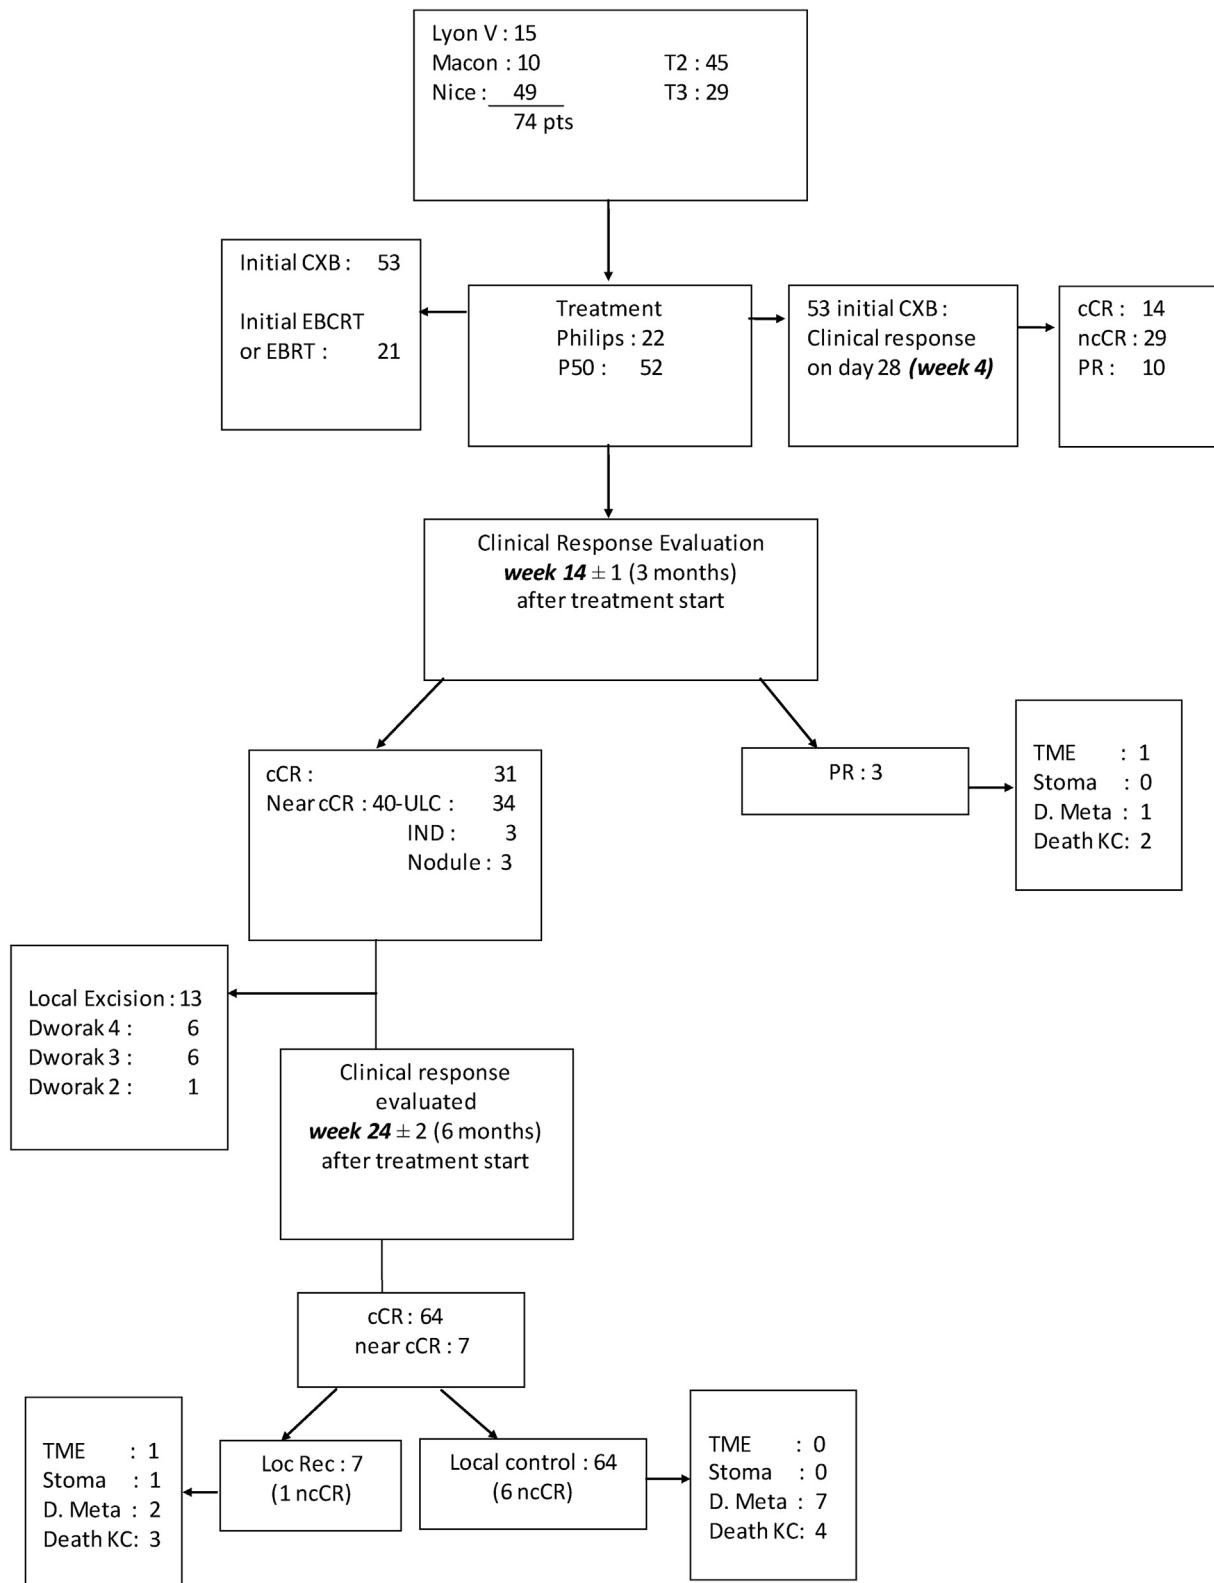 Lyon V : 15
Macon : 10 T2 : 45
Nice : 49 T3 : 29
74 pts
Initial CXB : 53
Initial EBCRT
or EBRT : 21
Treatment
Philips : 22
P50 : 52
53 initial CXB :
Clinical response
on day 28 (week 4)
cCR : 14
ncCR : 29
PR : 10
Clinical Response Evaluation
week 14 ± 1 (3 months)
after treatment start
cCR : 31
Near cCR : 40-ULC : 34
IND : 3
Nodule : 3
PR : 3
TME : 1
Stoma : 0
D. Meta : 1
Death KC: 2
Local Excision : 13
Dworak 4 : 6
Dworak 3 : 6
Dworak 2 : 1
Clinical response
evaluated
week 24 ± 2 (6 months)
after treatment start
cCR : 64
near cCR : 7
TME : 1
Stoma : 1
D. Meta : 2
Death KC: 3
Loc Rec : 7
(1 ncCR)
Local control : 64
(6 ncCR)
TME : 0
Stoma : 0
D. Meta : 7
Death KC: 4